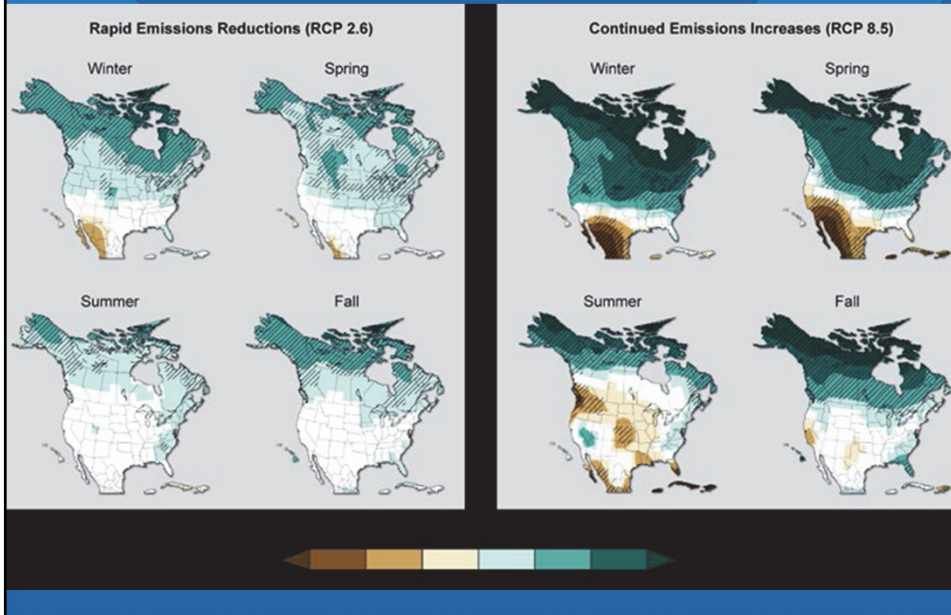 Rapid Emissions Reductions (RCP 2.6)
Winter
Spring
Summer
Fall
Continued Emissions Increases (RCP 8.5)
Winter
Spring
Summer
Fall